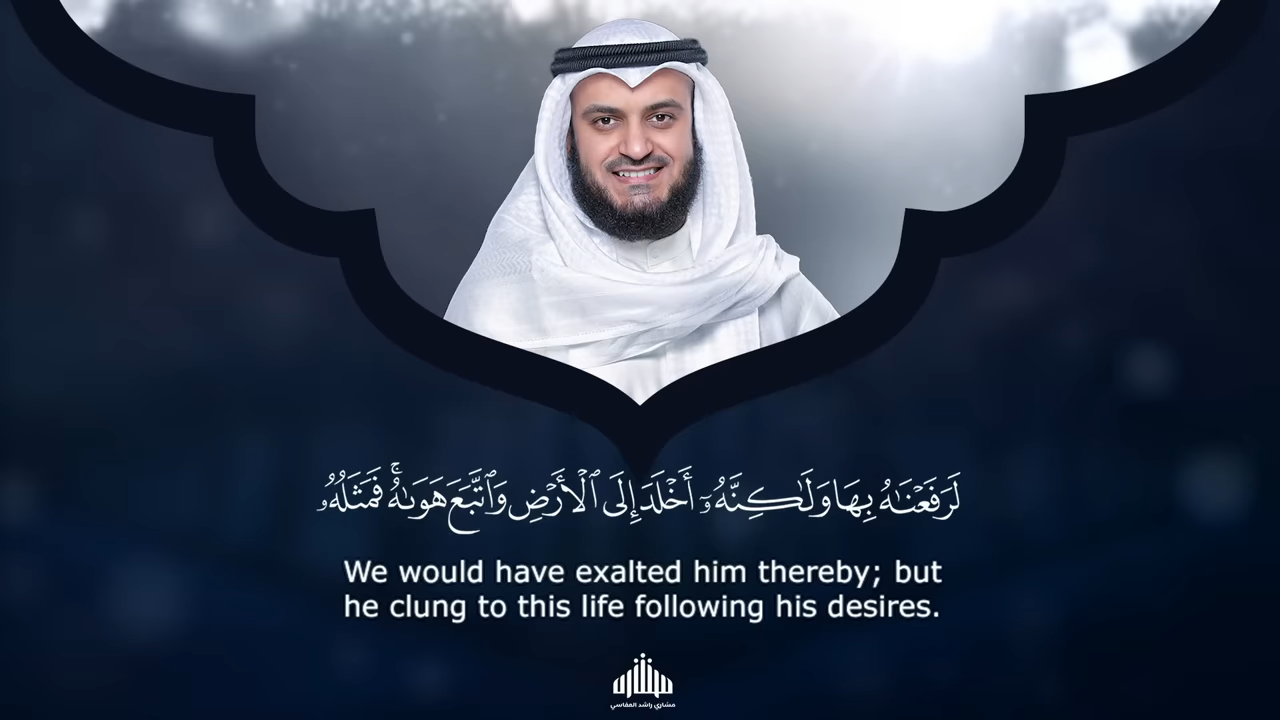 لَرَفَعْنَٰهُ بِهَا وَلَٰكِنَّهُۥٓ أَخْلَدَ إِلَى ٱلْأَرْضِ وَٱتَّبَعَ هَوَىٰهُ ۚ فَمَثَلُهُۥ
We would have exalted him thereby; but
he clung to this life following his desires.
مشاري راشد العفاسي